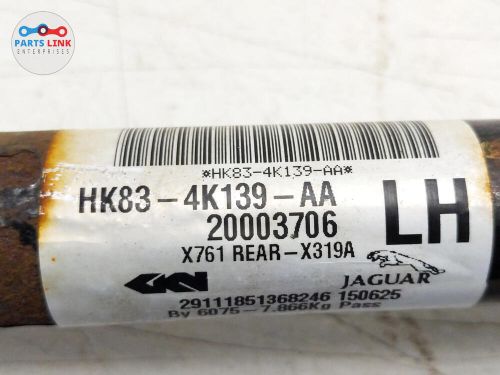 PARTS LINK
ENTERPRISES
*HK83-4K139-AA*
HK83-4K139-AA
LH
20003706
X761 REAR-X319A
GKN
JAGUAR
29111851368246 150625
By 6075-7.866Kg Pass